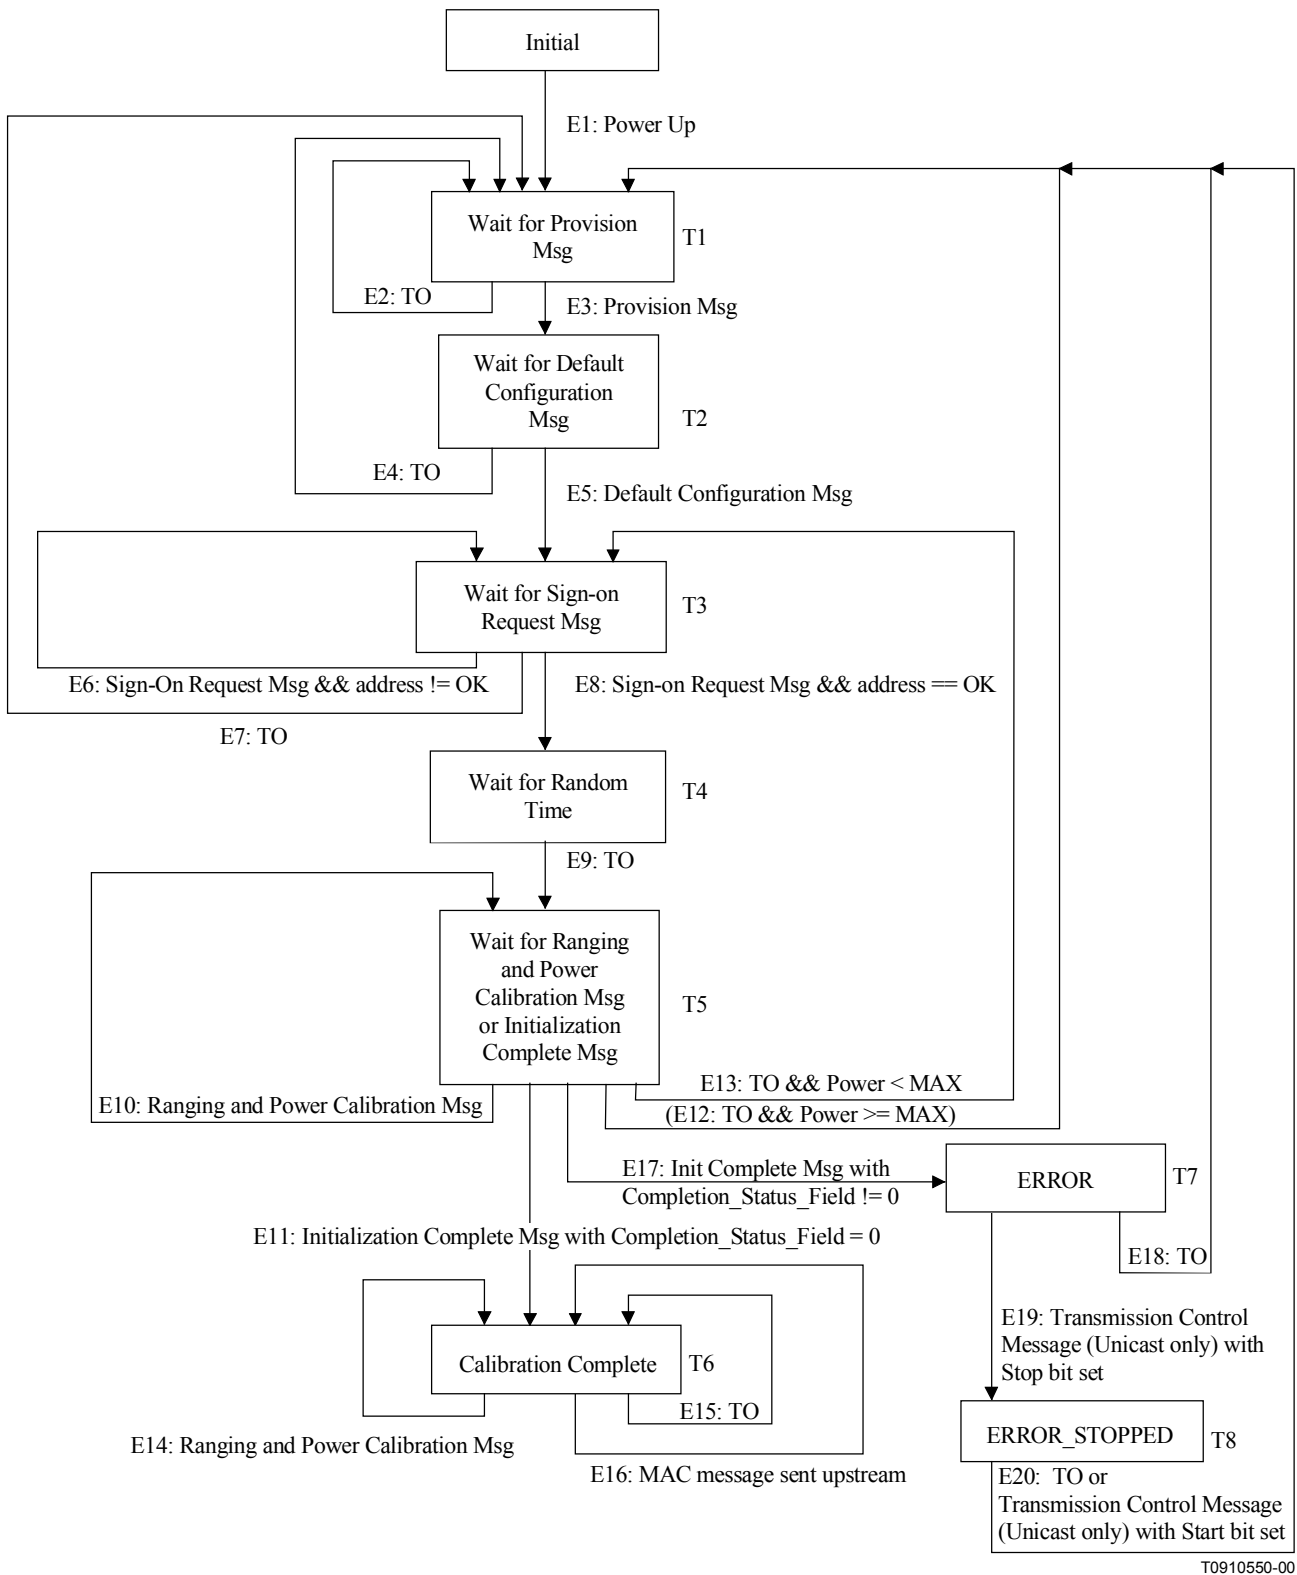 Initial
E1: Power Up
Wait for Provision
Msg
T1
E2: TO
E3: Provision Msg
Wait for Default
Configuration
Msg
T2
E4: TO
E5: Default Configuration Msg
Wait for Sign-on
Request Msg
T3
E6: Sign-On Request Msg && address != OK
E8: Sign-on Request Msg && address == OK
E7: TO
Wait for Random
Time
T4
E9: TO
Wait for Ranging
and Power
Calibration Msg
or Initialization
Complete Msg
T5
E13: TO && Power < MAX
E10: Ranging and Power Calibration Msg
(E12: TO && Power >= MAX)
E17: Init Complete Msg with
Completion_Status_Field != 0
ERROR
T7
E11: Initialization Complete Msg with Completion_Status_Field = 0
E18: TO
E19: Transmission Control
Message (Unicast only) with
Stop bit set
Calibration Complete
T6
E15: TO
E14: Ranging and Power Calibration Msg
E16: MAC message sent upstream
ERROR_STOPPED
T8
E20: TO or
Transmission Control Message
(Unicast only) with Start bit set
T0910550-00